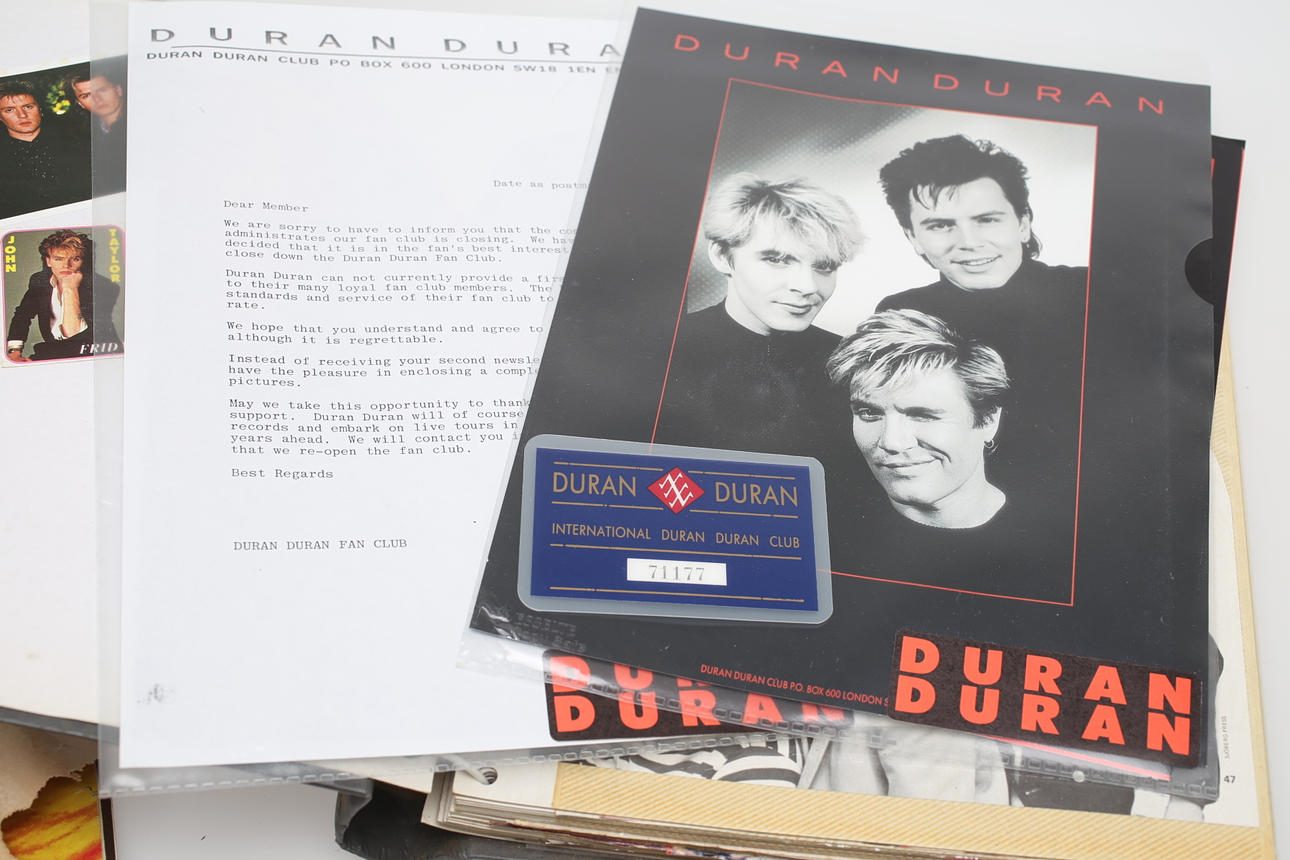 DURAN DURA
DURAN DURAN CLUB PO BOX 600 LONDON SW18 1EN
Date as
Dear Member
We are sorry to have to inform you that the
administrates our fan club is closing. We
decided that it is in the fan's best
close down the Duran Duran Fan Club.
Duran Duran can not currently provide a
to their many loyal fan club members.
standards and service of their fan club to
rate.
We hope that you understand and agree to
although it is regrettable.
Instead of receiving your second
have the pleasure in enclosing a
pictures.
May we take this opportunity to thank
support. Duran Duran will of course
records and embark on live tours in
years ahead. We will contact you
that we re-open the fan club.
Best Regards
DURAN DURAN FAN CLUB
JOHN
TAYLOR
FRID
DURAN DURAN
DURAN DURAN
INTERNATIONAL DURAN DURAN CLUB
71177
DURAN DURAN CLUB P.O. BOX 600 LONDON S
DURAN
DURAN
DURAN
DURAN
47